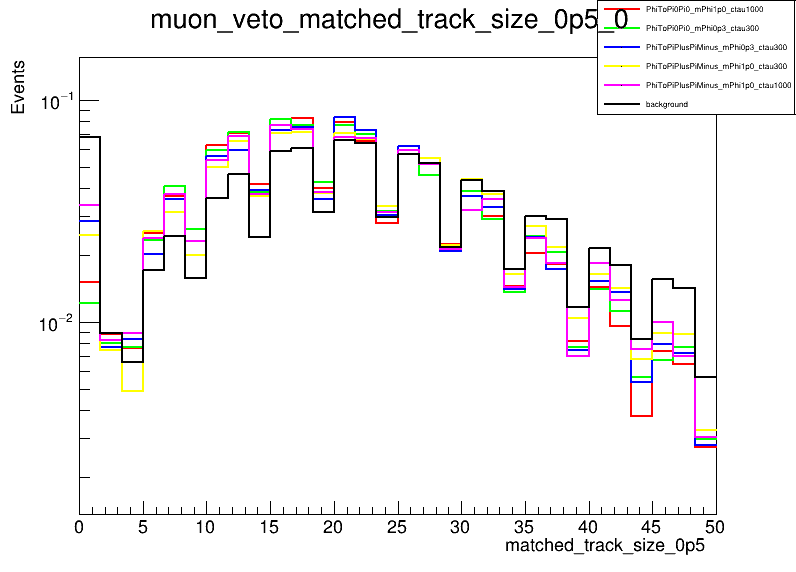 muon_veto_matched_track_size_0p5_0
PhiToPi0Pi0_mPhi1p0_ctau1000
PhiToPi0Pi0_mPhi0p3_ctau300
PhiToPiPlusPiMinus_mPhi0p3_ctau300
PhiToPiPlusPiMinus_mPhi1p0_ctau300
PhiToPiPlusPiMinus_mPhi1p0_ctau1000
background
Events
10⁻¹
10⁻²
0 5 10 15 20 25 30 35 40 45 50
matched_track_size_0p5